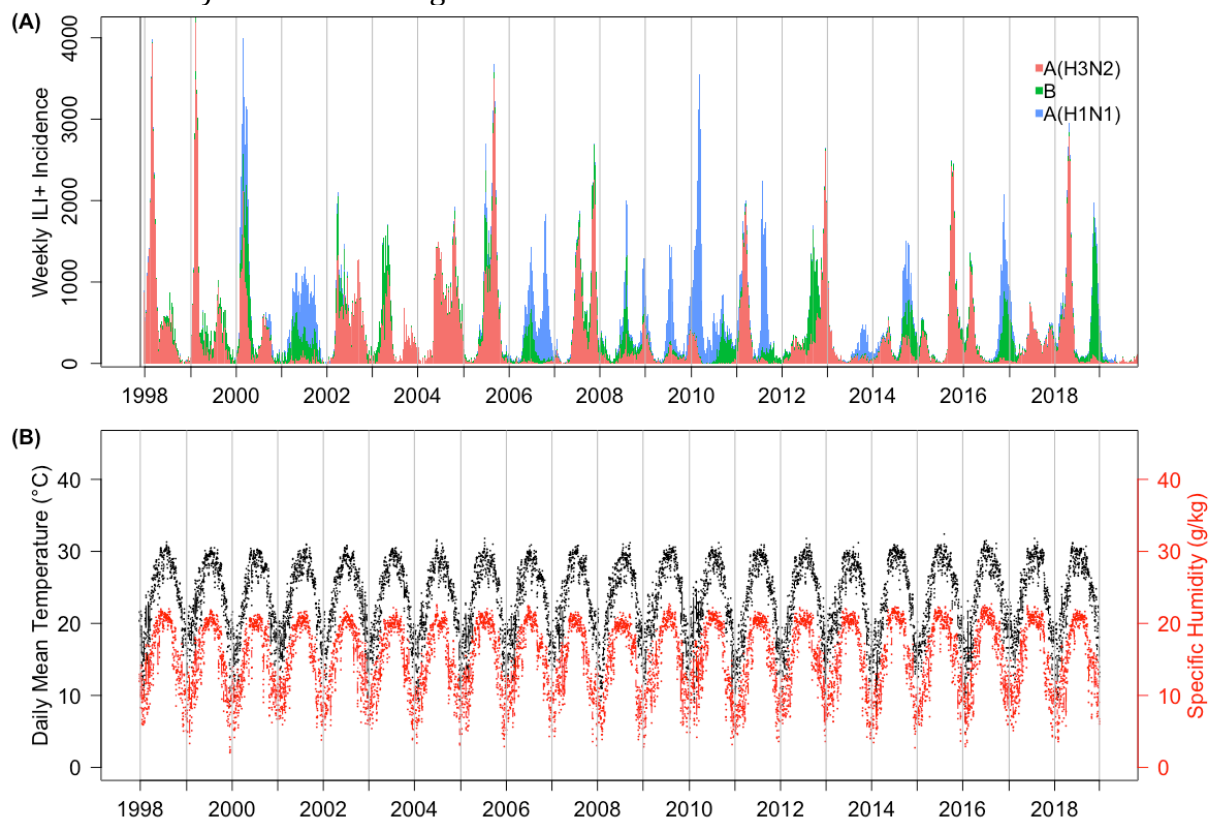 (A)
Weekly ILI+ Incidence
4000
3000
2000
1000
0
A(H3N2)
B
A(H1N1)
1998 2000 2002 2004 2006 2008 2010 2012 2014 2016 2018
(B)
Daily Mean Temperature (°C)
40
30
20
10
0
Specific Humidity (g/kg)
40
30
20
10
0
1998 2000 2002 2004 2006 2008 2010 2012 2014 2016 2018